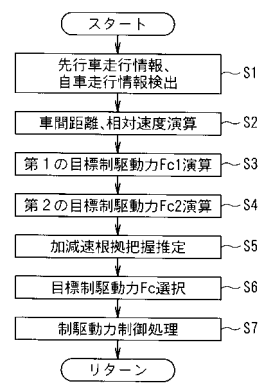 スタート
先行車走行情報、
自車走行情報検出
S1
車間距離、相対速度演算
S2
第1の目標制駆動力Fc1演算
S3
第2の目標制駆動力Fc2演算
S4
加減速根拠把握推定
S5
目標制駆動力Fc選択
S6
制駆動力制御処理
S7
リターン